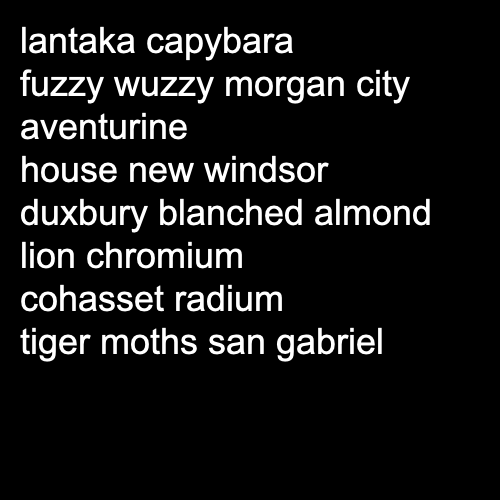 lantaka capybara
fuzzy wuzzy morgan city
aventurine
house new windsor
duxbury blanched almond
lion chromium
cohasset radium
tiger moths san gabriel